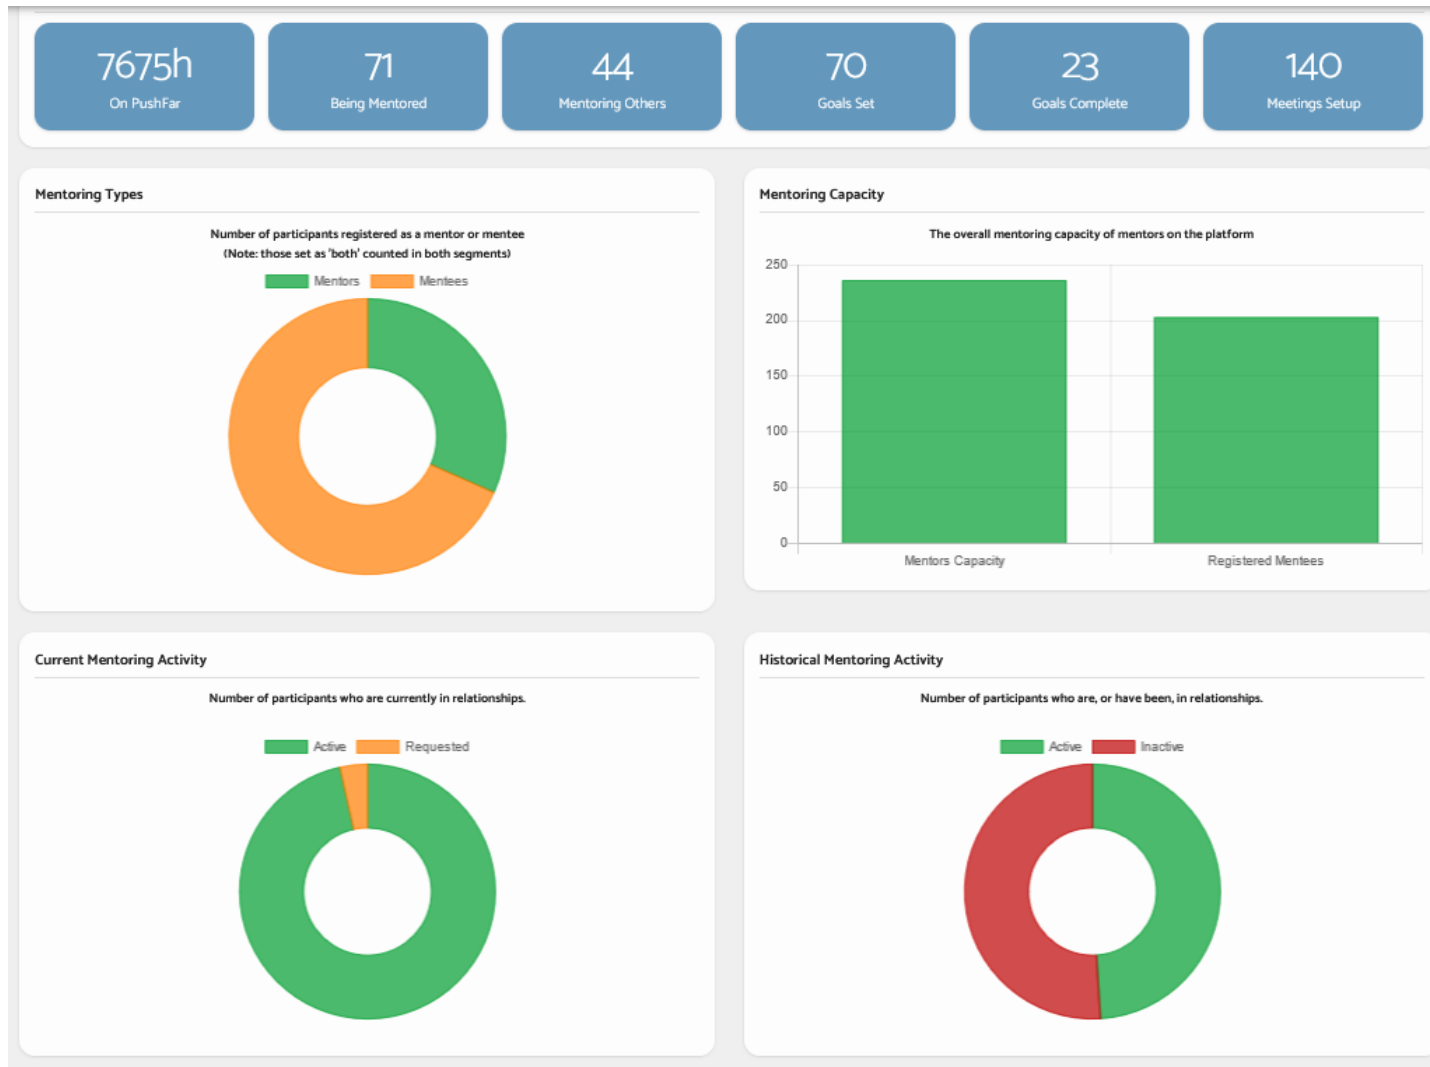 7675h
On PushFar
71
Being Mentored
44
Mentoring Others
70
Goals Set
23
Goals Complete
140
Meetings Setup
Mentoring Types
Number of participants registered as a mentor or mentee
(Note: those set as 'both' counted in both segments)
Mentors
Mentees
Mentoring Capacity
The overall mentoring capacity of mentors on the platform
250
200
150
100
50
0
Mentors Capacity
Registered Mentees
Current Mentoring Activity
Number of participants who are currently in relationships.
Active
Requested
Historical Mentoring Activity
Number of participants who are, or have been, in relationships.
Active
Inactive